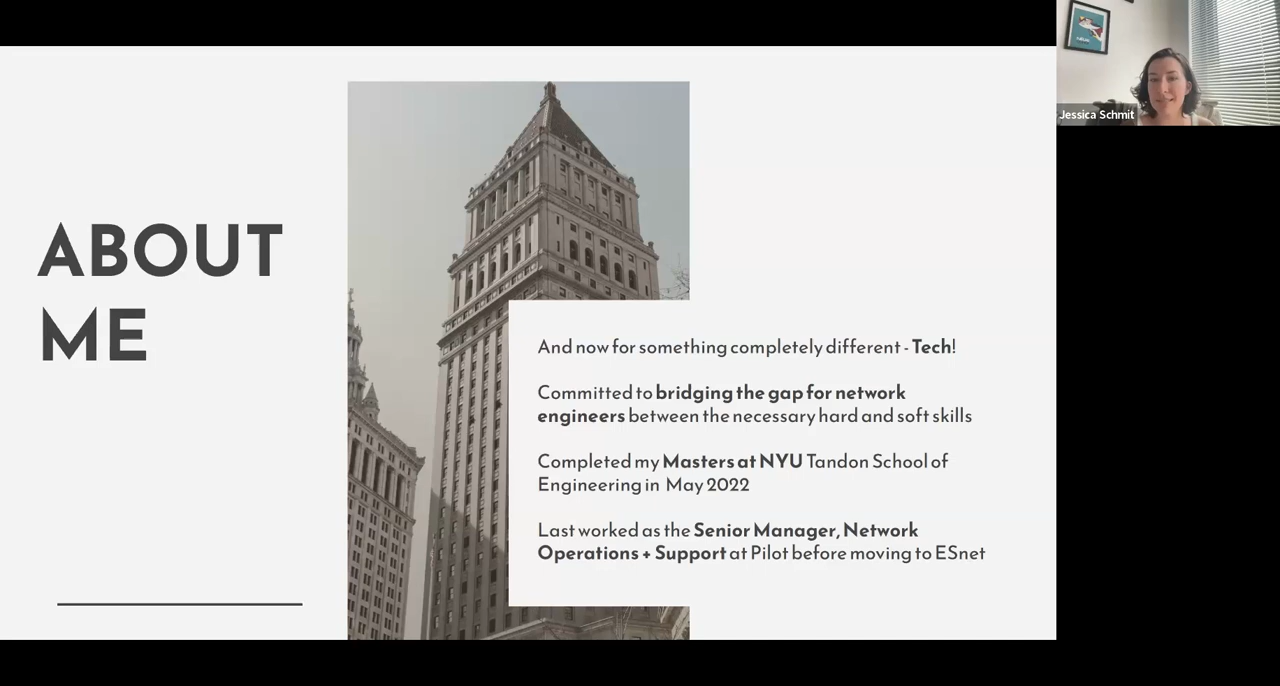 ABOUT
ME
And now for something completely different - Tech!
Committed to bridging the gap for network
engineers between the necessary hard and soft skills
Completed my Masters at NYU Tandon School of
Engineering in May 2022
Last worked as the Senior Manager, Network
Operations + Support at Pilot before moving to ESnet
Jessica Schmit